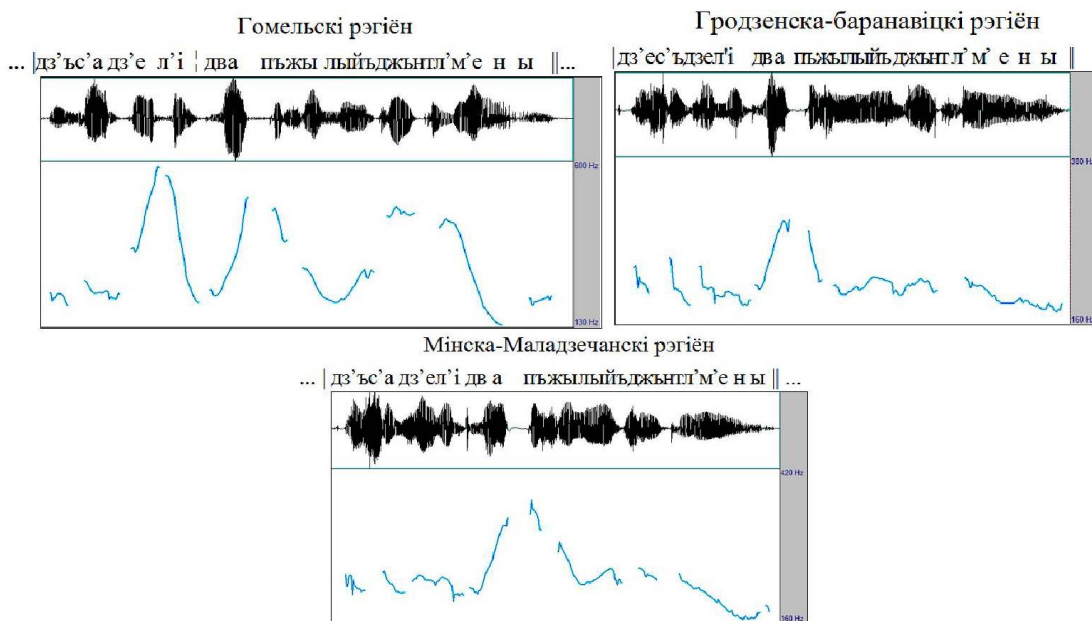 Гомельскі рэгіён
... |дз’ъс’а дз’е л’і ¦ два пъжы лыйъджънтл’м’е н ы ||...
600 Hz
130 Hz
Гродзенска-баранавіцкі рэгіён
|дз’ес’ъдзел'і два пъжылыйъджънтл’м’ е н ы ||
380 Hz
160 Hz
Мінска-Маладзечанскі рэгіён
... | дз’ъс’а дз’ел’і два пъжылыйъджънтл’м’е н ы || ...
420 Hz
160 Hz